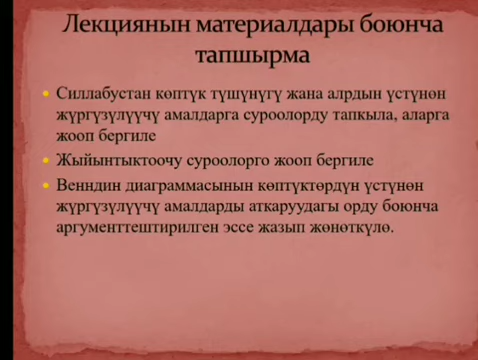 Лекциянын материалдары боюнча
тапшырма
Силлабустан көптүк түшүнүгү жана алрдын үстүнөн
жүргүзүлүүчү амалдарга суроолорду тапкыла, аларга
жооп бергиле
Жыйынтыктоочу суроолорго жооп бергиле
Венндин диаграммасынын көптүктөрдүн үстүнөн
жүргүзүлүүчү амалдарды аткаруудагы орду боюнча
аргументтештирилген эссе жазып жөнөткүлө.